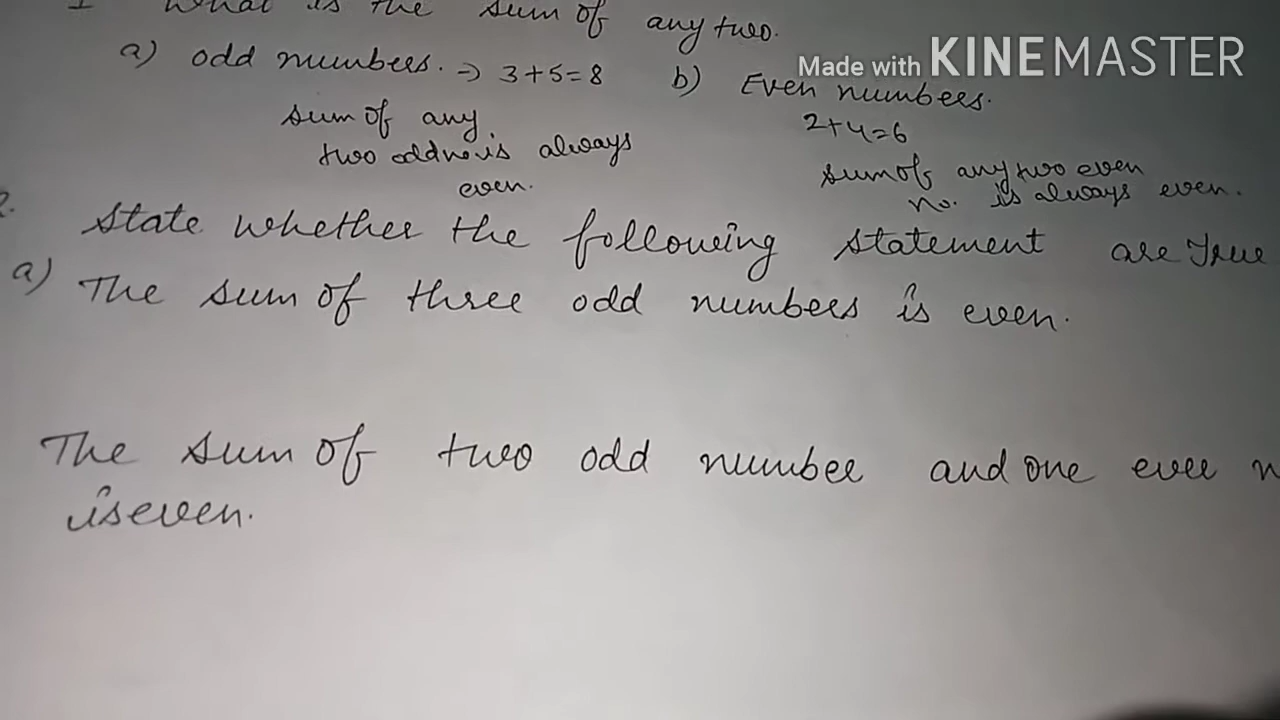 What is the sum of any two.
a) odd numbers. → 3+5=8
sum of any
two odd no is always
even.
b) Even numbers.
2+4=6
sum of any two even
no. is always even.
2. State whether the following statement are True
a) The sum of three odd numbers is even.
The sum of two odd number and one eve n
is even.
Made with KINEMASTER